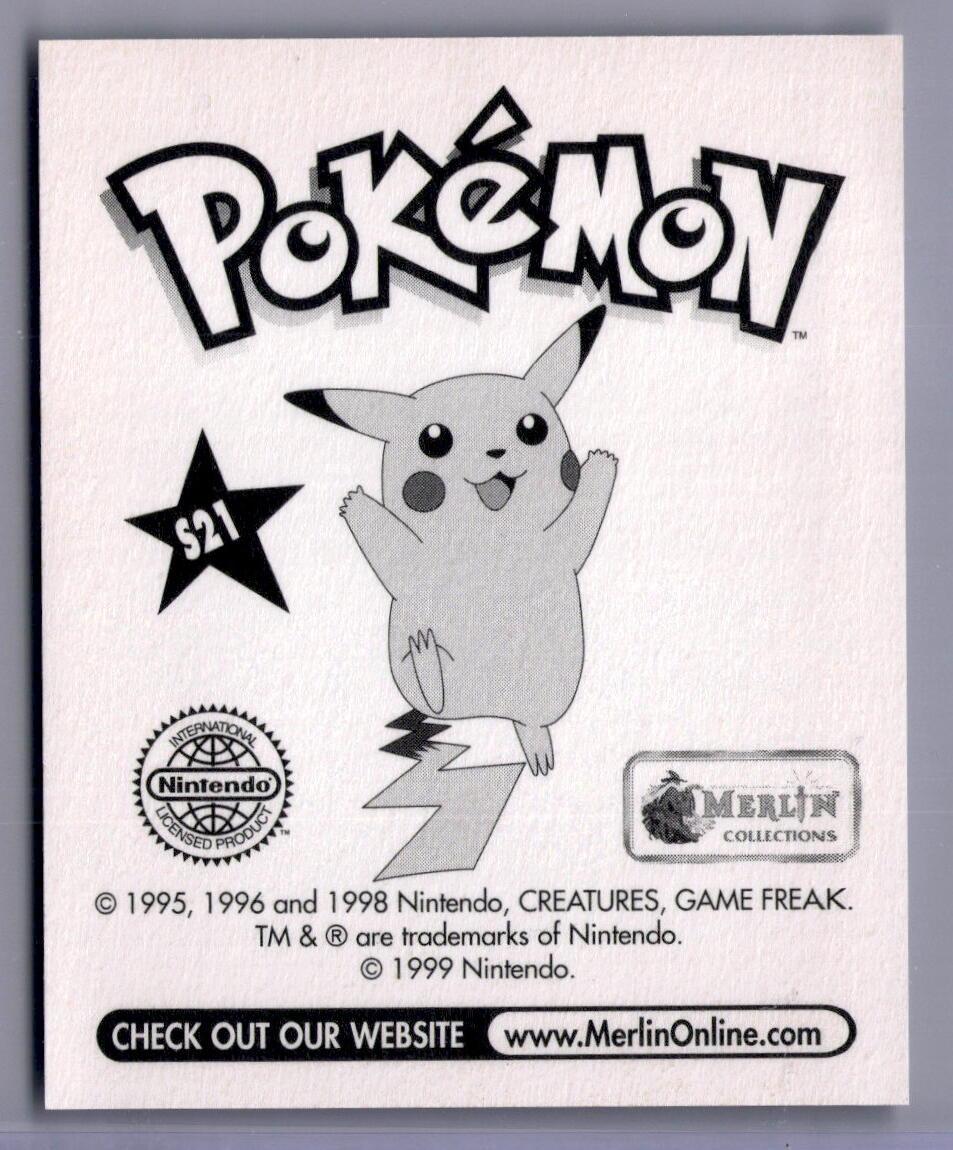 POKéMON
™
S21
INTERNATIONAL
Nintendo®
LICENSED PRODUCT
™
MERLIN®
COLLECTIONS
© 1995, 1996 and 1998 Nintendo, CREATURES, GAME FREAK.
TM & ® are trademarks of Nintendo.
© 1999 Nintendo.
CHECK OUT OUR WEBSITE www.MerlinOnline.com